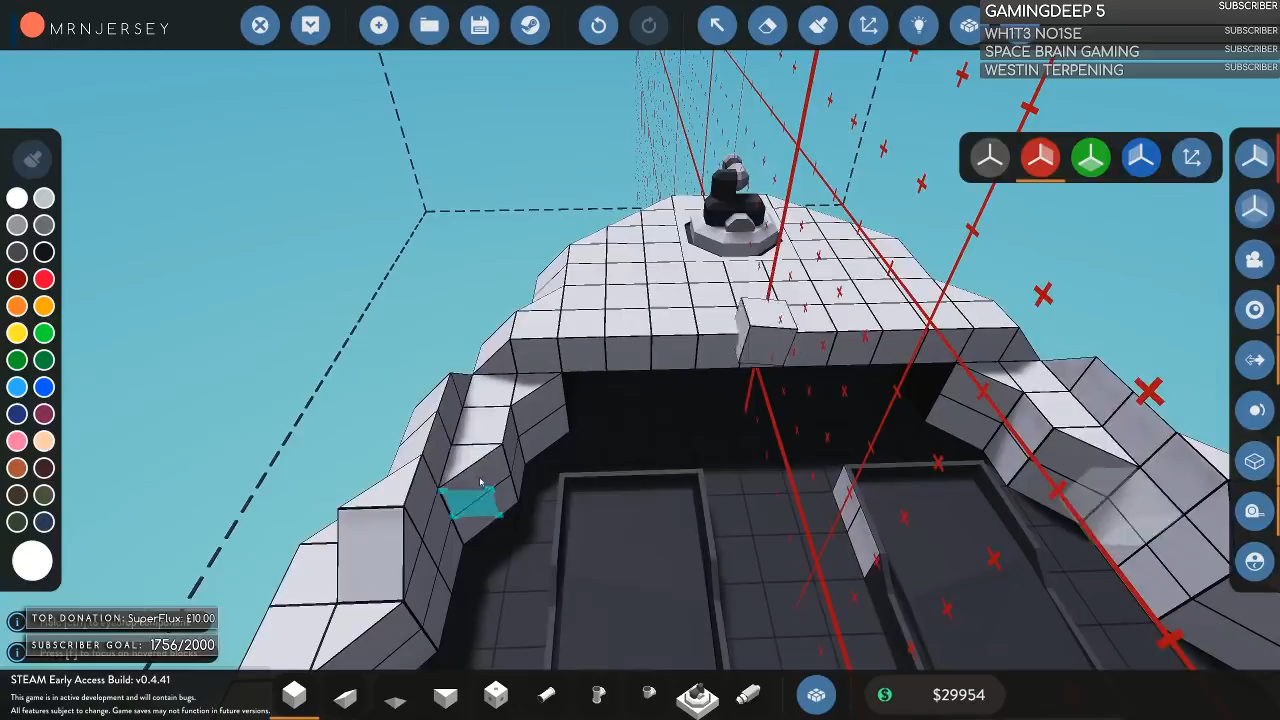 MRNJERSEY
GAMINGDEEP 5 SUBSCRIBER
WH1T3 NO1SE SUBSCRIBER
SPACE BRAIN GAMING SUBSCRIBER
WESTIN TERPENING SUBSCRIBER
TOP DONATION: SuperFlux: £10.00
SUBSCRIBER GOAL: 1756/2000
STEAM Early Access Build: v0.4.41
This game is in active development and will contain bugs.
All features subject to change. Game saves may not function in future versions.
$ $29954